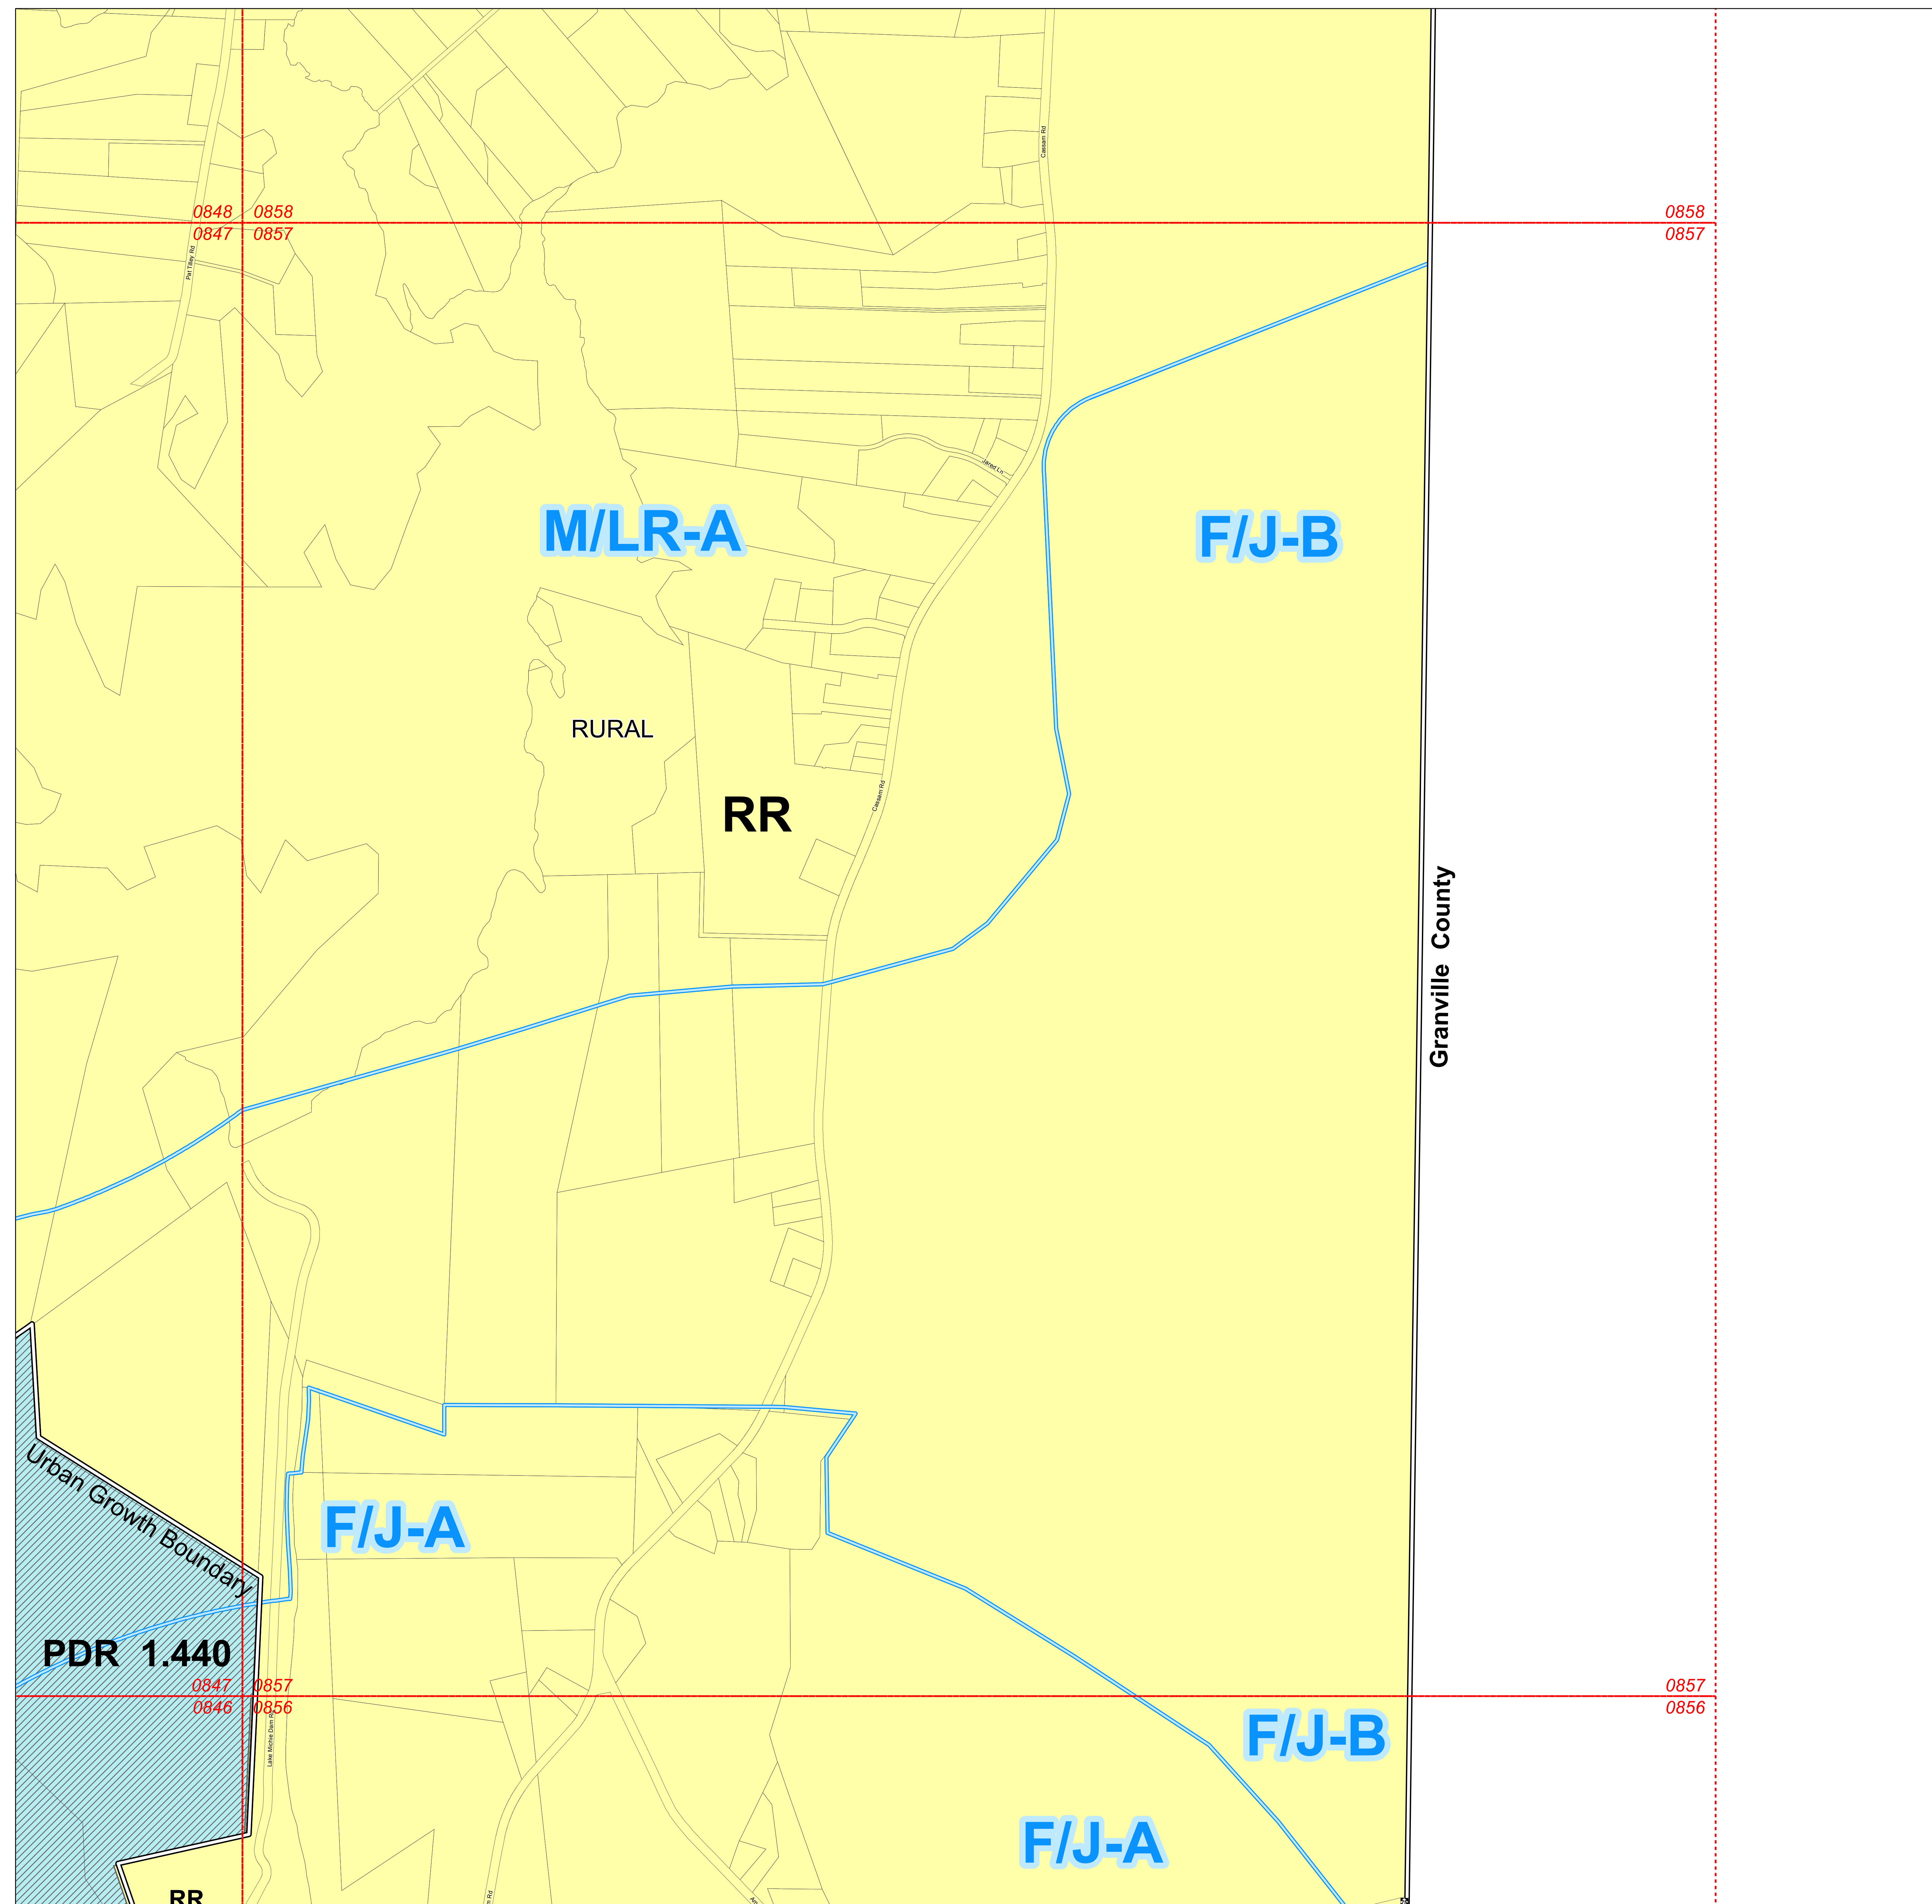 Cassam Rd
0848 0858
0847 0857
0858
0857
Pat Tilley Rd
Jared Ln
M/LR-A
F/J-B
RURAL
RR
Cassam Rd
Granville County
Urban Growth Boundary
F/J-A
PDR 1.440
0847 0857
0846 0856
0857
0856
Lake Michie Dam Rd
F/J-B
F/J-A
RR